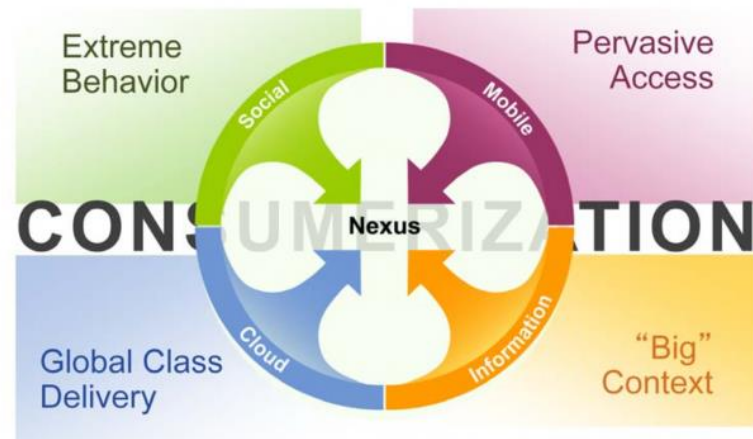 Extreme
Behavior
Pervasive
Access
Social
Mobile
CONSUMERIZATION
Nexus
Cloud
Information
Global Class
Delivery
“Big”
Context